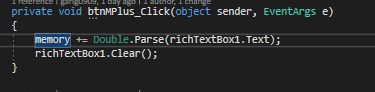 1 reference | gang0909, 1 day ago | 1 author, 1 change
private void btnMPlus_Click(object sender, EventArgs e)
{
memory += Double.Parse(richTextBox1.Text);
richTextBox1.Clear();
}